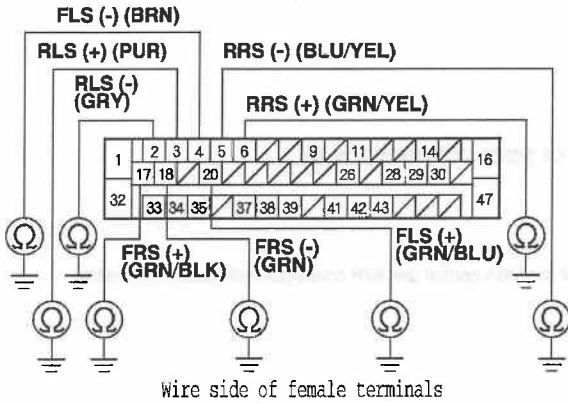 FLS (-) (BRN)
RLS (+) (PUR)
RRS (-) (BLU/YEL)
RLS (-)
(GRY)
RRS (+) (GRN/YEL)
1 2 3 4 5 6 9 11 14 16
17 18 20 26 28 29 30
32 33 34 35 37 38 39 41 42 43 47
FRS (+)
(GRN/BLK)
FRS (-)
(GRN)
FLS (+)
(GRN/BLU)
Ω Ω Ω
Ω Ω Ω Ω Ω
Wire side of female terminals